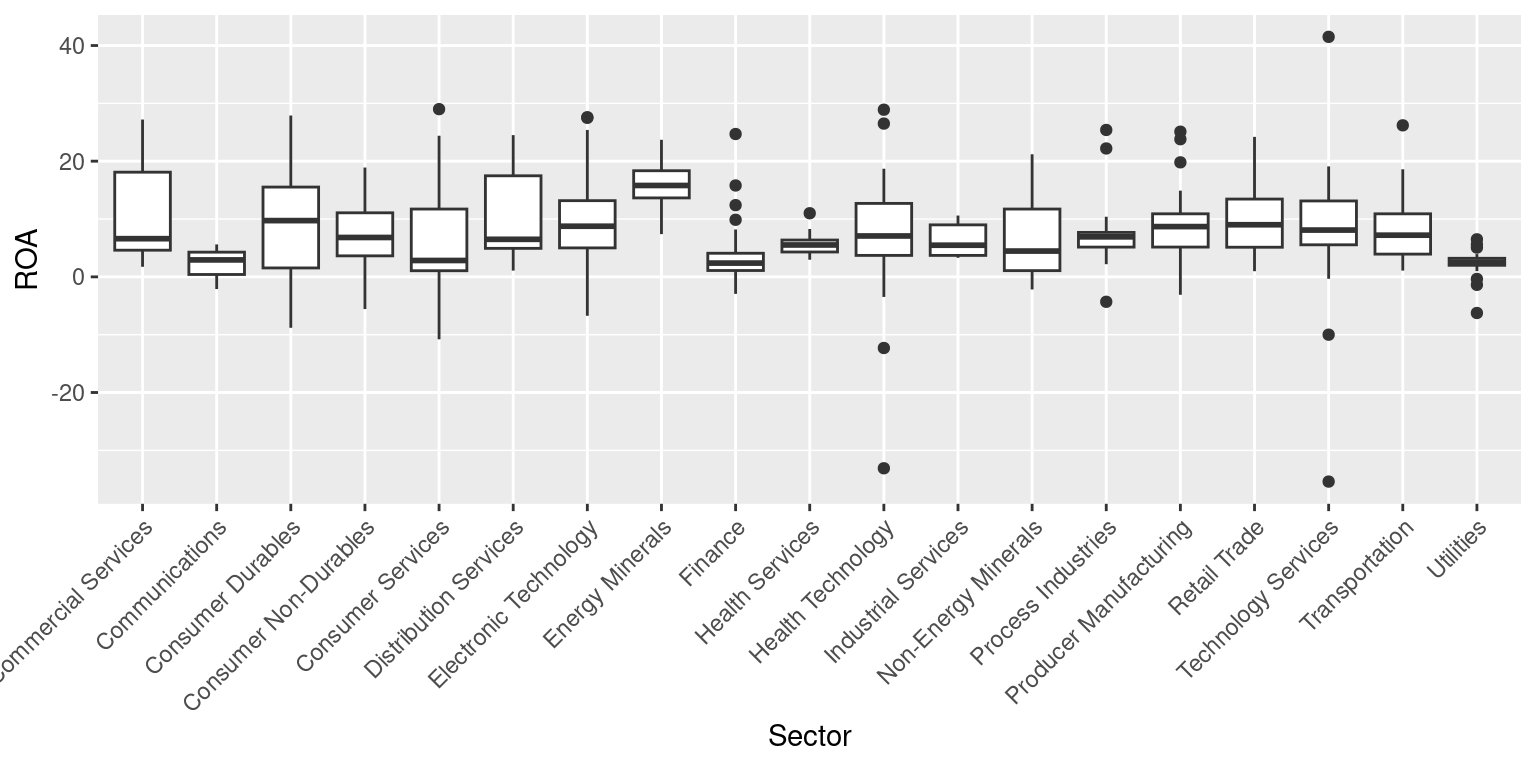 ROA
40
20
0
-20
ommercial Services
Communications
Consumer Durables
Consumer Non-Durables
Consumer Services
Distribution Services
Electronic Technology
Energy Minerals
Finance
Health Services
Health Technology
Industrial Services
Non-Energy Minerals
Process Industries
Producer Manufacturing
Retail Trade
Technology Services
Transportation
Utilities
Sector